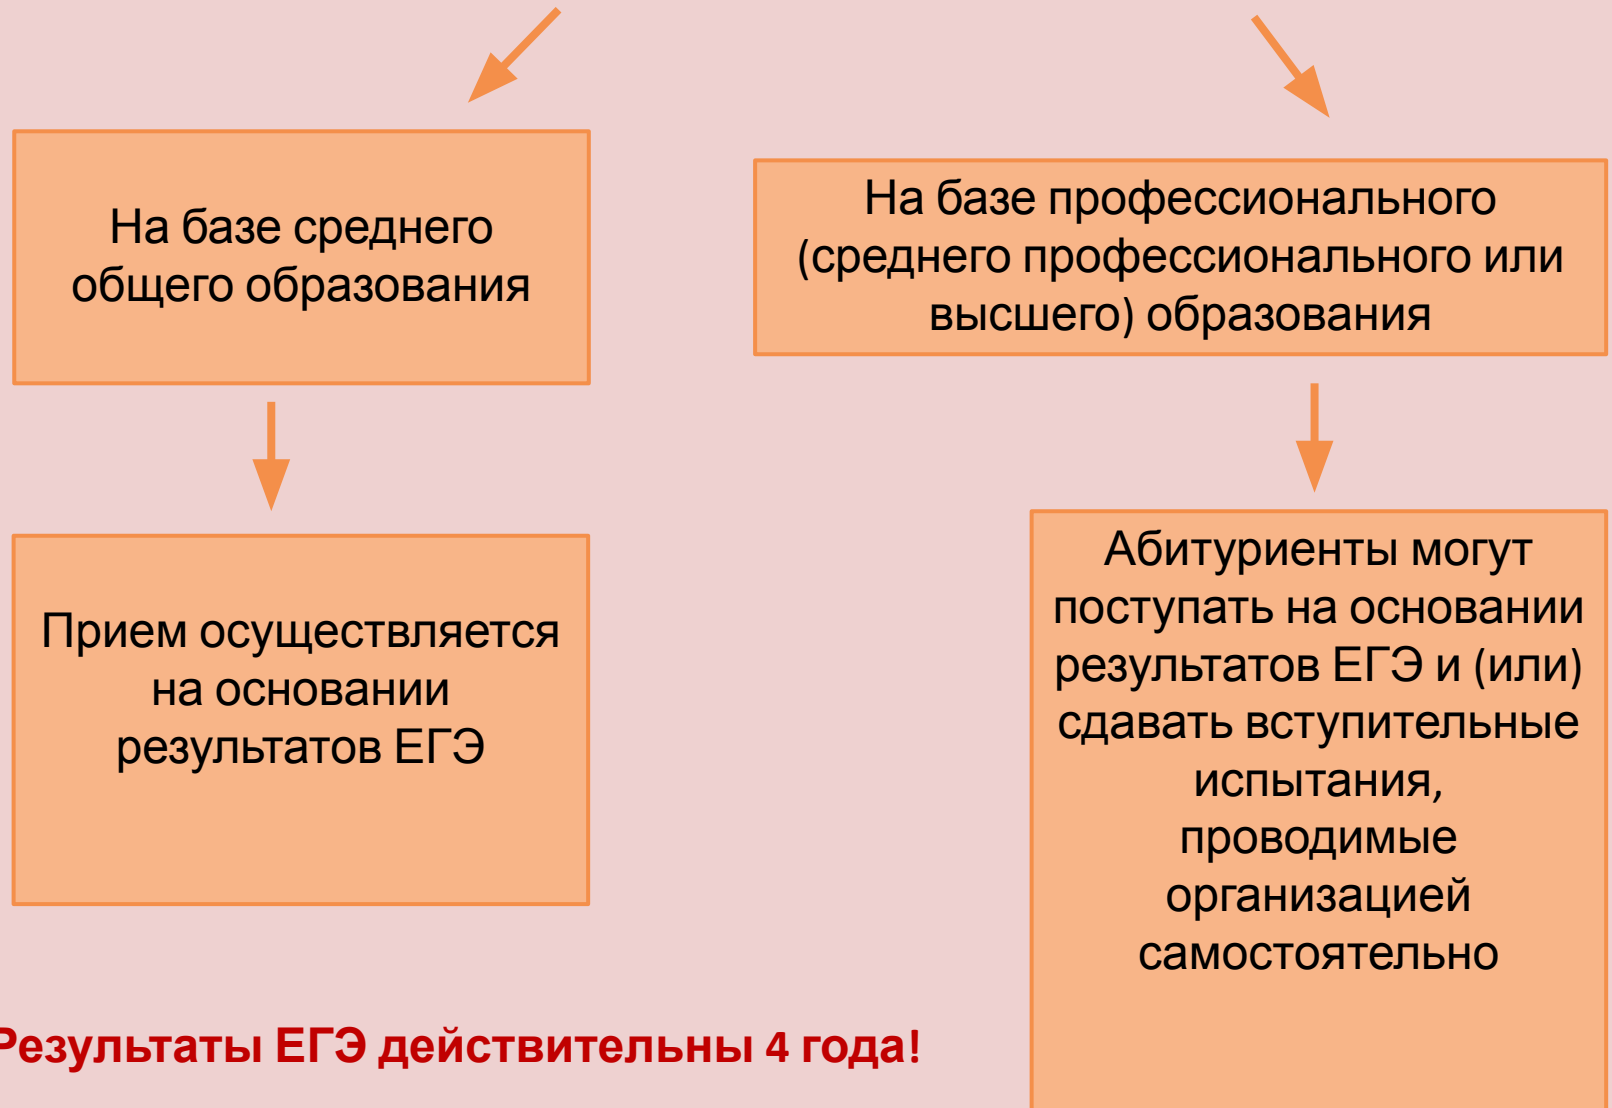 На базе среднего
общего образования
На базе профессионального
(среднего профессионального или
высшего) образования
Прием осуществляется
на основании
результатов ЕГЭ
Абитуриенты могут
поступать на основании
результатов ЕГЭ и (или)
сдавать вступительные
испытания,
проводимые
организацией
самостоятельно
Результаты ЕГЭ действительны 4 года!